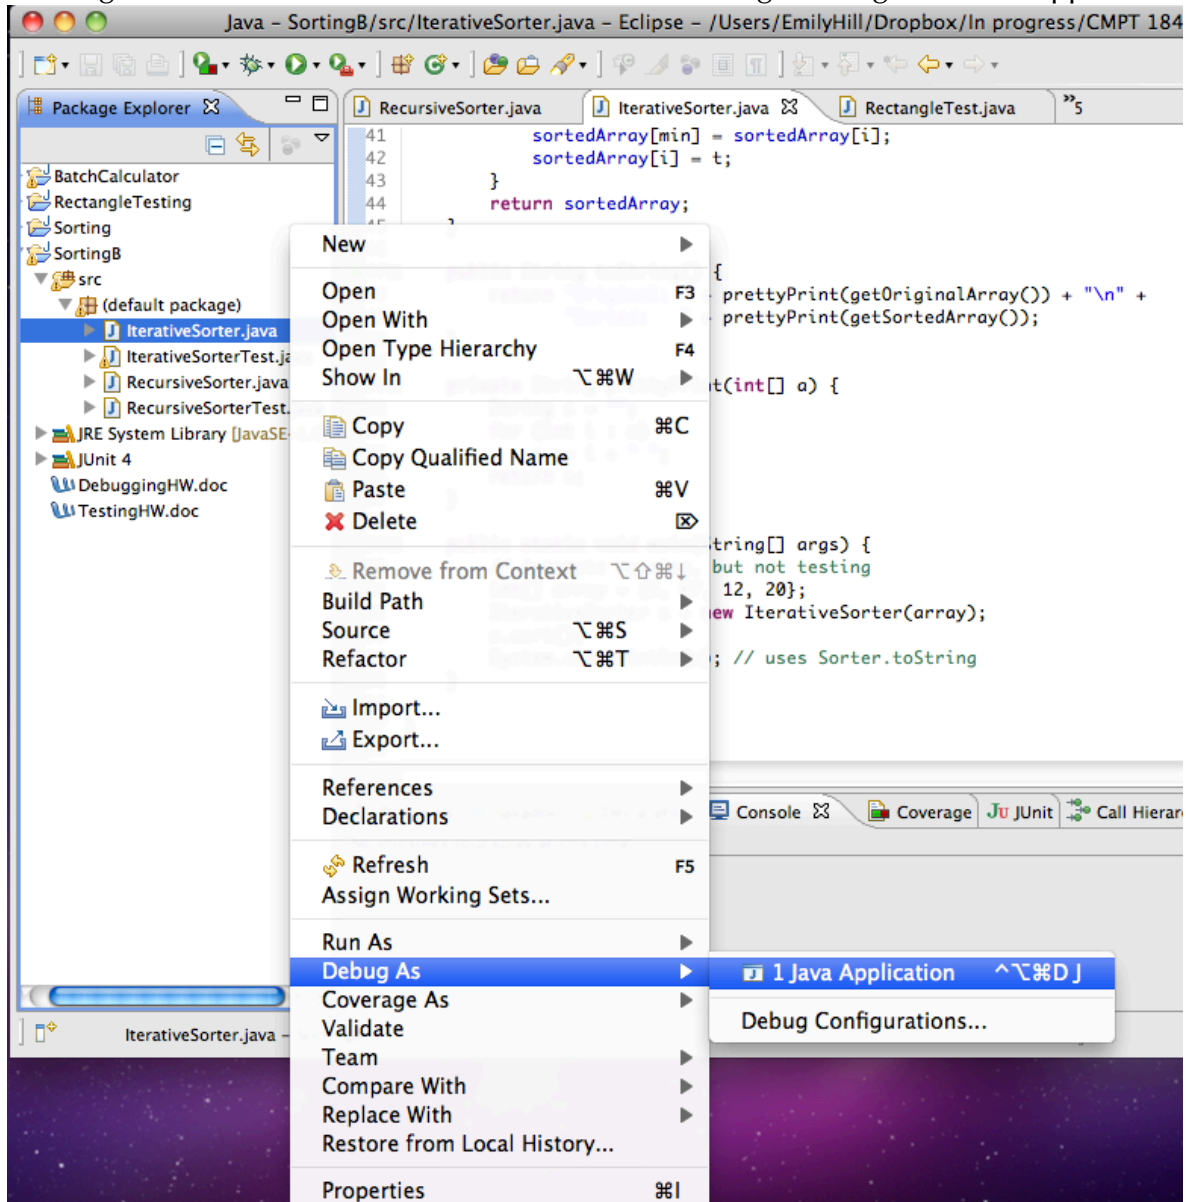 Java – SortingB/src/IterativeSorter.java – Eclipse – /Users/EmilyHill/Dropbox/In progress/CMPT 184
Package Explorer
RecursiveSorter.java
IterativeSorter.java
RectangleTest.java
»5
BatchCalculator
RectangleTesting
Sorting
SortingB
src
(default package)
IterativeSorter.java
IterativeSorterTest.ja
RecursiveSorter.java
RecursiveSorterTest.
JRE System Library [JavaSE-
JUnit 4
DebuggingHW.doc
TestingHW.doc
41 sortedArray[min] = sortedArray[i];
42 sortedArray[i] = t;
43 }
44 return sortedArray;
{
prettyPrint(getOriginalArray()) + "\n" +
prettyPrint(getSortedArray());
t(int[] a) {
tring[] args) {
but not testing
12, 20};
ew IterativeSorter(array);
; // uses Sorter.toString
New
Open F3
Open With
Open Type Hierarchy F4
Show In ⌥⌘W
Copy ⌘C
Copy Qualified Name
Paste ⌘V
Delete ⌦
Remove from Context ⌥⇧⌘↓
Build Path
Source ⌥⌘S
Refactor ⌥⌘T
Import...
Export...
References
Declarations
Refresh F5
Assign Working Sets...
Run As
Debug As
Coverage As
Validate
Team
Compare With
Replace With
Restore from Local History...
Properties ⌘I
1 Java Application ^⌥⌘D J
Debug Configurations...
Console
Coverage
JUnit
Call Hierar
IterativeSorter.java –